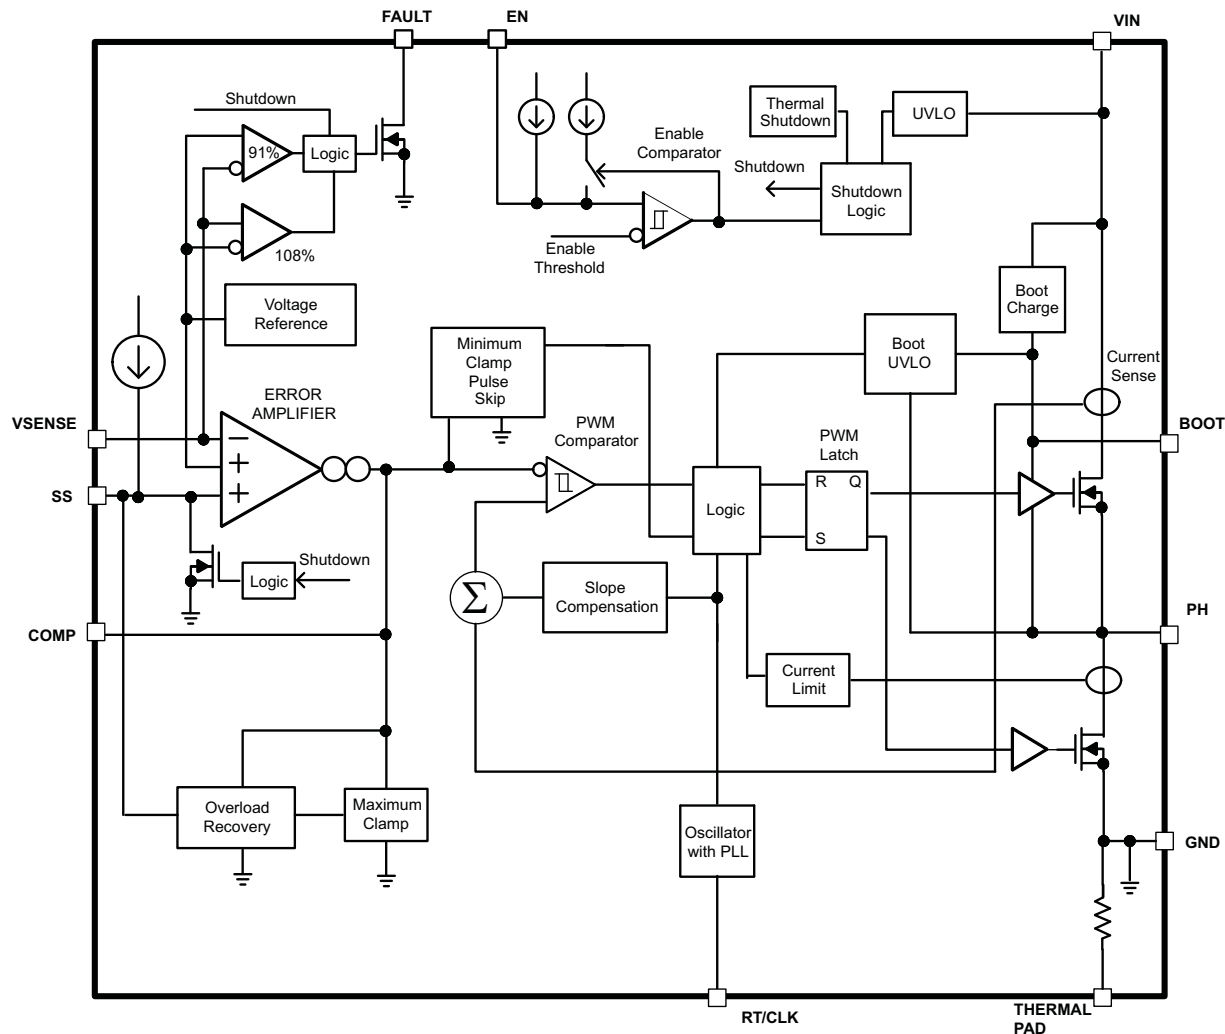 FAULT
EN
VIN
Shutdown
91%
Logic
108%
Enable
Comparator
Enable
Threshold
Thermal
Shutdown
UVLO
Shutdown
Shutdown
Logic
Voltage
Reference
Boot
Charge
Boot
UVLO
Current
Sense
Minimum
Clamp
Pulse
Skip
ERROR
AMPLIFIER
VSENSE
−
+
+
SS
PWM
Comparator
PWM
Latch
BOOT
Logic
R
Q
S
Logic
Shutdown
Σ
Slope
Compensation
COMP
PH
Current
Limit
Overload
Recovery
Maximum
Clamp
Oscillator
with PLL
GND
RT/CLK
THERMAL
PAD